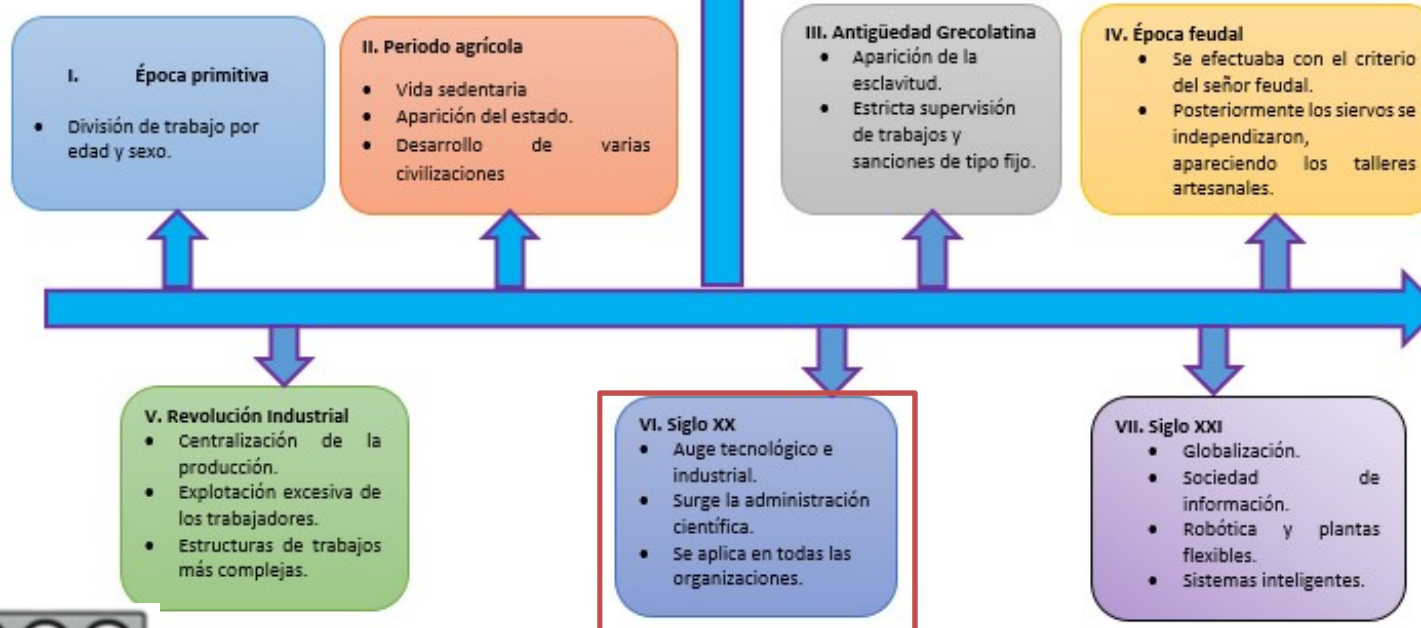 I. Época primitiva
• División de trabajo por
edad y sexo.
II. Periodo agrícola
• Vida sedentaria
• Aparición del estado.
• Desarrollo de varias
civilizaciones
III. Antigüedad Grecolatina
• Aparición de la
esclavitud.
• Estricta supervisión
de trabajos y
sanciones de tipo fijo.
IV. Época feudal
• Se efectuaba con el criterio
del señor feudal.
• Posteriormente los siervos se
independizaron,
apareciendo los talleres
artesanales.
V. Revolución Industrial
• Centralización de la
producción.
• Explotación excesiva de
los trabajadores.
• Estructuras de trabajos
más complejas.
VI. Siglo XX
• Auge tecnológico e
industrial.
• Surge la administración
científica.
• Se aplica en todas las
organizaciones.
VII. Siglo XXI
• Globalización.
• Sociedad de
información.
• Robótica y plantas
flexibles.
• Sistemas inteligentes.